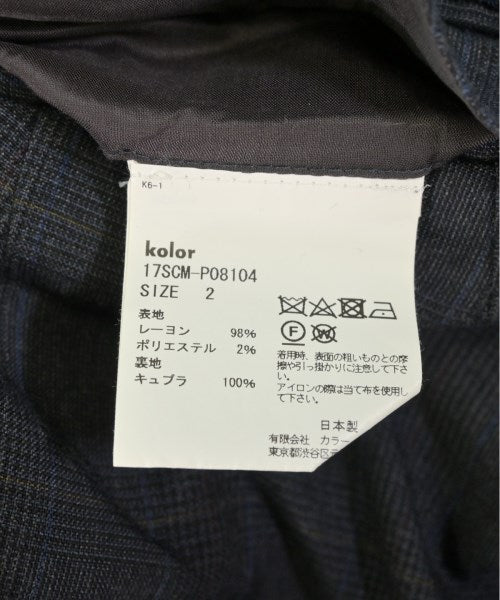 K6-1
kolor
17SCM-P08104
SIZE 2
表地
レーヨン 98%
ポリエステル 2%
裏地
キュプラ 100%
F
W
着用時、表面の粗いものとの摩
擦や引っ掛かりに注意して下さ
い。
アイロンの際は当て布を使用し
て下さい。
日本製
有限会社 カラー
東京都渋谷区